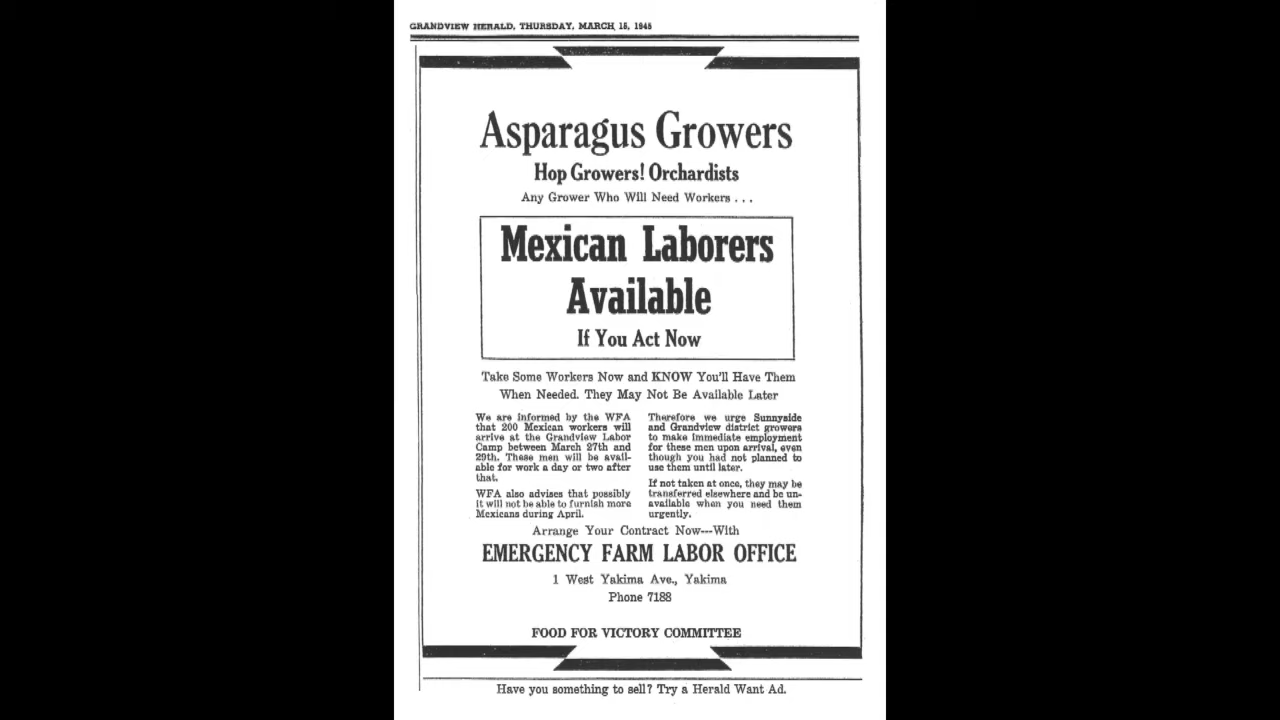 GRANDVIEW HERALD, THURSDAY, MARCH 15, 1945
Asparagus Growers
Hop Growers! Orchardists
Any Grower Who Will Need Workers . . .
Mexican Laborers
Available
If You Act Now
Take Some Workers Now and KNOW You'll Have Them
When Needed. They May Not Be Available Later
We are informed by the WFA
that 200 Mexican workers will
arrive at the Grandview Labor
Camp between March 27th and
29th. These men will be avail-
able for work a day or two after
that.
WFA also advises that possibly
it will not be able to furnish more
Mexicans during April.
Therefore we urge Sunnyside
and Grandview district growers
to make immediate employment
for these men upon arrival, even
though you had not planned to
use them until later.
If not taken at once, they may be
transferred elsewhere and be un-
available when you need them
urgently.
Arrange Your Contract Now---With
EMERGENCY FARM LABOR OFFICE
1 West Yakima Ave., Yakima
Phone 7188
FOOD FOR VICTORY COMMITTEE
Have you something to sell? Try a Herald Want Ad.